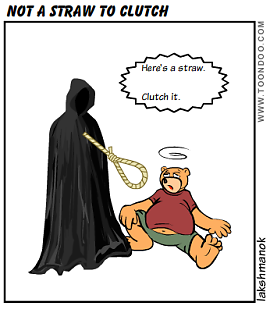 NOT A STRAW TO CLUTCH
Here's a straw.
Clutch it.
WWW.TOONDOO.COM
lakshmanok